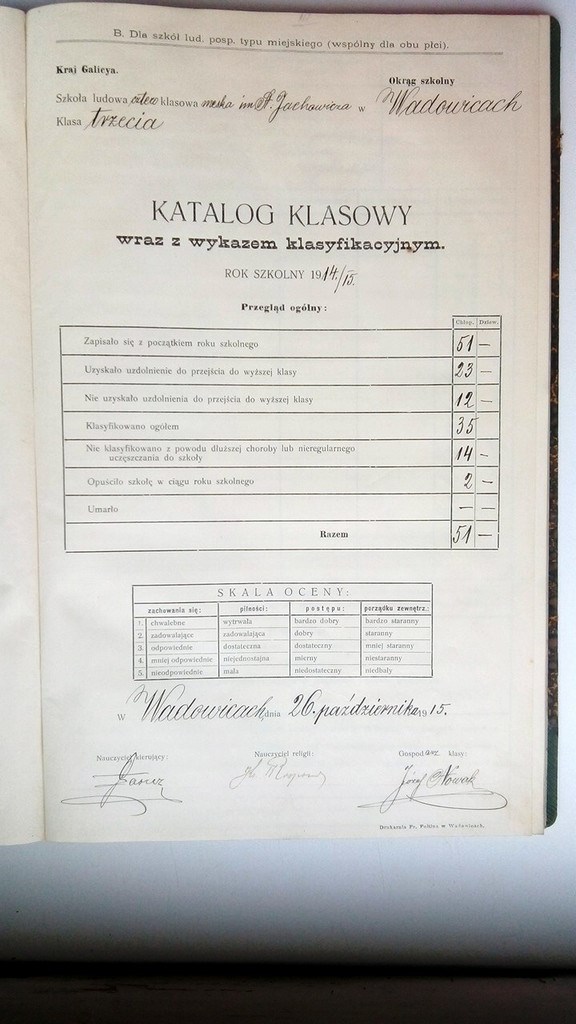 B. Dla szkół lud. posp. typu miejskiego (wspólny dla obu płci).
Kraj Galicya.
Okrąg szkolny
Szkoła ludowa klasowa męska im. St. Jachowicza w Wadowicach
Klasa trzecia
KATALOG KLASOWY
wraz z wykazem klasyfikacyjnym.
ROK SZKOLNY 1914/15.
Przegląd ogólny:
Chłop. Dziew.
Zapisało się z początkiem roku szkolnego 51 —
Uzyskało uzdolnienie do przejścia do wyższej klasy 23 —
Nie uzyskało uzdolnienia do przejścia do wyższej klasy 12 —
Klasyfikowano ogółem 35
Nie klasyfikowano z powodu dłuższej choroby lub nieregularnego
uczęszczania do szkoły 14 —
Opuściło szkołę w ciągu roku szkolnego 2 —
Umarło — —
Razem 51 —
SKALA OCENY:
zachowania się: pilności: postępu: porządku zewnętrz.:
1. chwalebne wytrwała bardzo dobry bardzo staranny
2. zadowalające zadowalająca dobry staranny
3. odpowiednie dostateczna dostateczny mniej staranny
4. mniej odpowiednie niejednostajna mierny niestaranny
5. nieodpowiednie mała niedostateczny niedbały
W Wadowicach, dnia 26. października 1915.
Nauczyciel kierujący: Nauczyciel religii: Gospodarz klasy:
Józef Nowak
Drukarnia Fr. Foltina w Wadowicach.